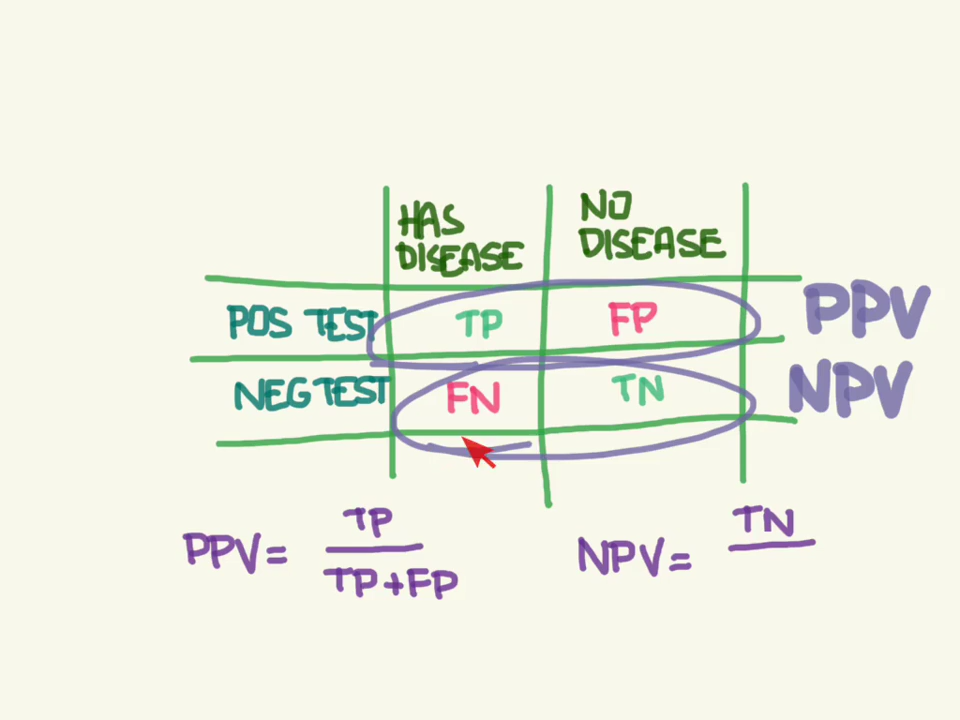 HAS DISEASE
NO DISEASE
POS TEST TP FP PPV
NEG TEST FN TN NPV
PPV = TP
TP + FP
NPV = TN